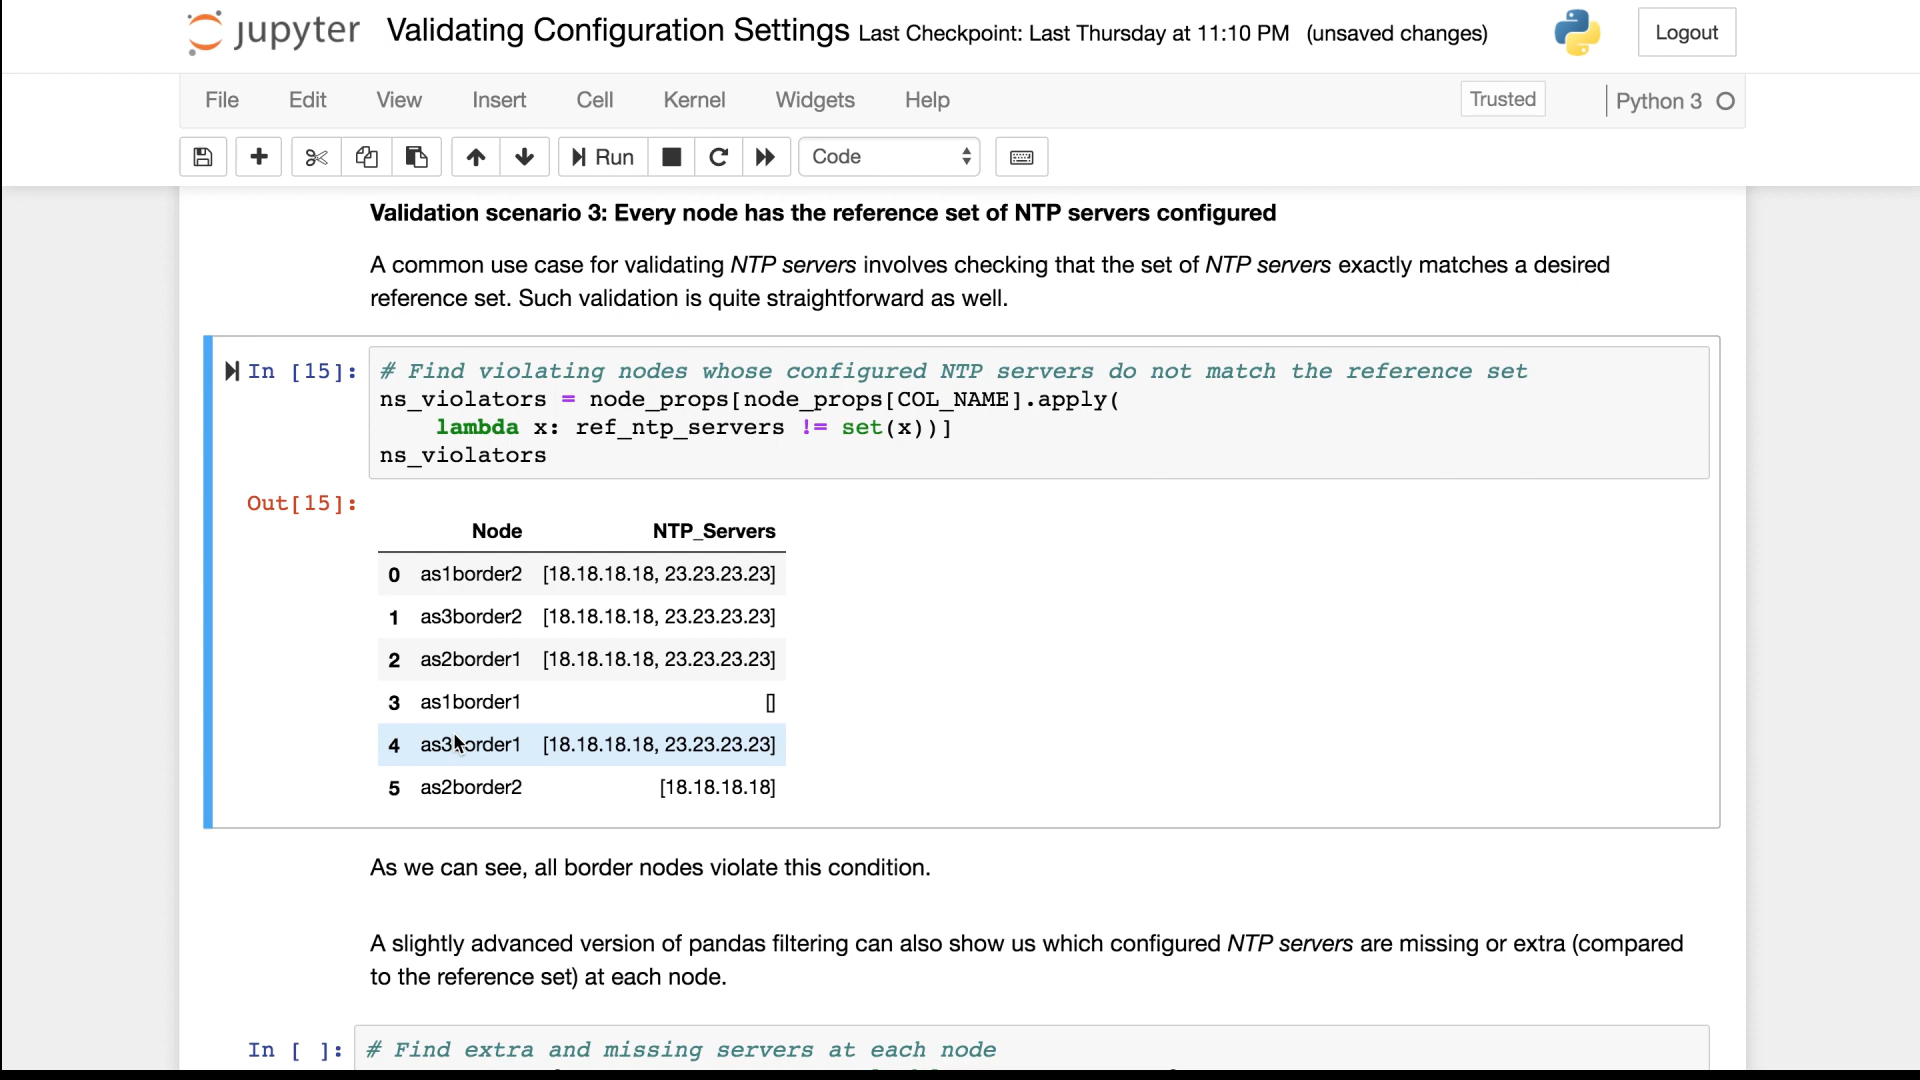 jupyter Validating Configuration Settings Last Checkpoint: Last Thursday at 11:10 PM (unsaved changes) Logout
File Edit View Insert Cell Kernel Widgets Help Trusted Python 3
Run Code
Validation scenario 3: Every node has the reference set of NTP servers configured
A common use case for validating NTP servers involves checking that the set of NTP servers exactly matches a desired
reference set. Such validation is quite straightforward as well.
In [15]: # Find violating nodes whose configured NTP servers do not match the reference set
ns_violators = node_props[node_props[COL_NAME].apply(
lambda x: ref_ntp_servers != set(x))]
ns_violators
Out[15]:
Node NTP_Servers
0 as1border2 [18.18.18.18, 23.23.23.23]
1 as3border2 [18.18.18.18, 23.23.23.23]
2 as2border1 [18.18.18.18, 23.23.23.23]
3 as1border1 []
4 as3border1 [18.18.18.18, 23.23.23.23]
5 as2border2 [18.18.18.18]
As we can see, all border nodes violate this condition.
A slightly advanced version of pandas filtering can also show us which configured NTP servers are missing or extra (compared
to the reference set) at each node.
In [ ]: # Find extra and missing servers at each node